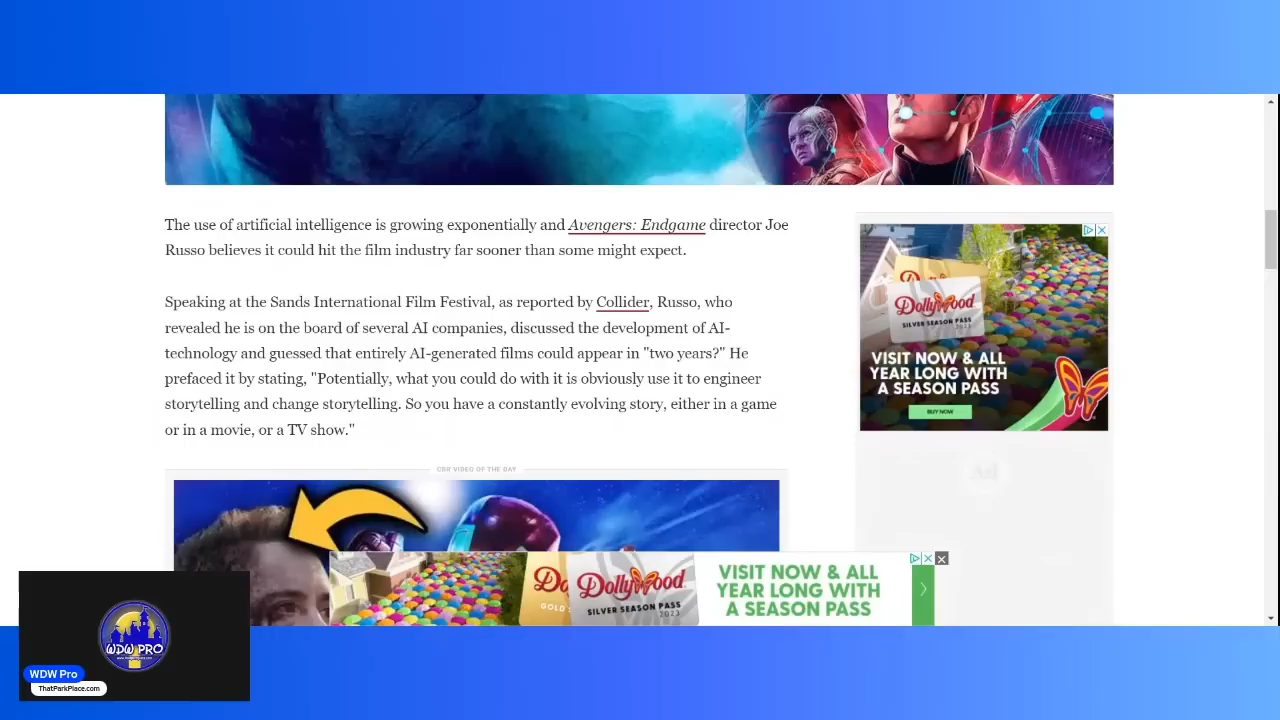 The use of artificial intelligence is growing exponentially and Avengers: Endgame director Joe
Russo believes it could hit the film industry far sooner than some might expect.
Speaking at the Sands International Film Festival, as reported by Collider, Russo, who
revealed he is on the board of several AI companies, discussed the development of AI-
technology and guessed that entirely AI-generated films could appear in "two years?" He
prefaced it by stating, "Potentially, what you could do with it is obviously use it to engineer
storytelling and change storytelling. So you have a constantly evolving story, either in a game
or in a movie, or a TV show."
CBR VIDEO OF THE DAY
Dollywood
SILVER SEASON PASS
2023
VISIT NOW & ALL
YEAR LONG WITH
A SEASON PASS
BUY NOW
Ad
Do
GOLD
Dollywood
SILVER SEASON PASS
2023
VISIT NOW & ALL
YEAR LONG WITH
A SEASON PASS
WDW PRO
WDW Pro
ThatParkPlace.com